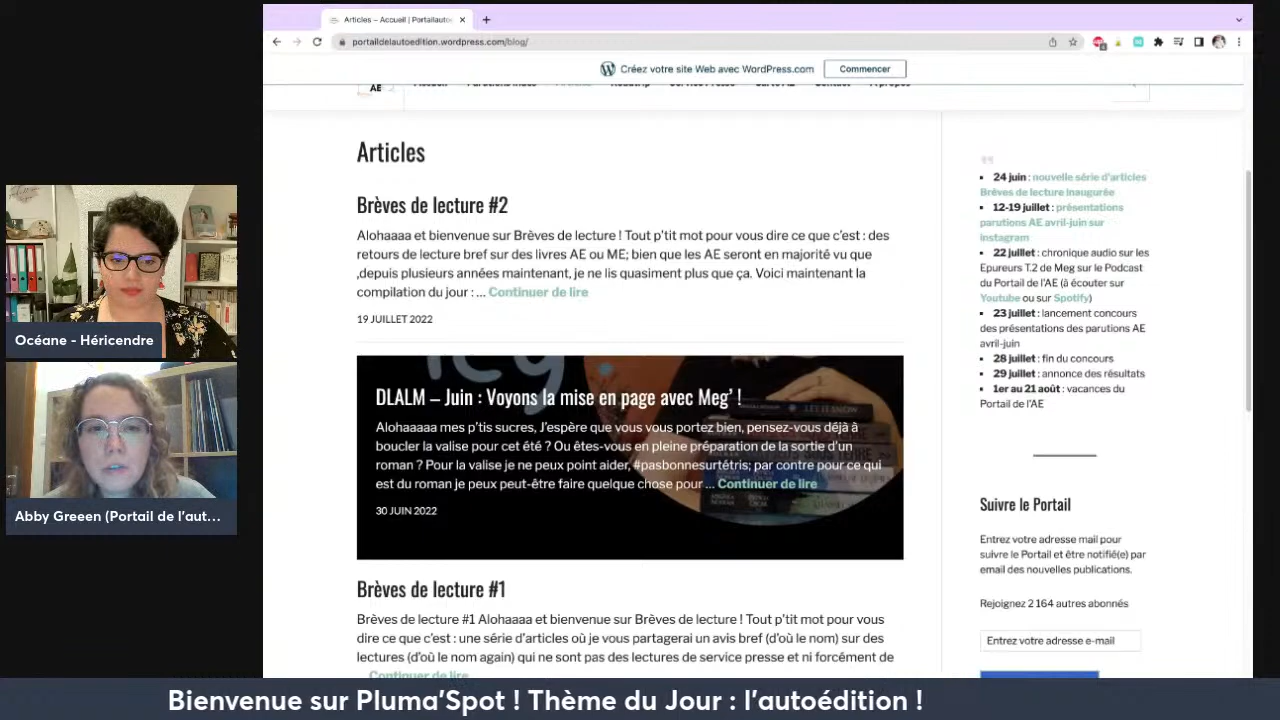 Articles – Accueil | Portailauto
portaildelautoedition.wordpress.com/blog/
Créez votre site Web avec WordPress.com
Commencer
AE
Articles
Brèves de lecture #2
Alohaaaa et bienvenue sur Brèves de lecture ! Tout p'tit mot pour vous dire ce que c'est : des
retours de lecture bref sur des livres AE ou ME; bien que les AE seront en majorité vu que
,depuis plusieurs années maintenant, je ne lis quasiment plus que ça. Voici maintenant la
compilation du jour : … Continuer de lire
19 JUILLET 2022
DLALM – Juin : Voyons la mise en page avec Meg' !
Alohaaaaa mes p'tis sucres, J'espère que vous vous portez bien, pensez-vous déjà à
boucler la valise pour cet été ? Ou êtes-vous en pleine préparation de la sortie d'un
roman ? Pour la valise je ne peux point aider, #pasbonnesurtétris; par contre pour ce qui
est du roman je peux peut-être faire quelque chose pour … Continuer de lire
30 JUIN 2022
LET IT SNOW
Brèves de lecture #1
Brèves de lecture #1 Alohaaaa et bienvenue sur Brèves de lecture ! Tout p'tit mot pour vous
dire ce que c'est : une série d'articles où je vous partagerai un avis bref (d'où le nom) sur des
lectures (d'où le nom again) qui ne sont pas des lectures de service presse et ni forcément de
Continuer de lire
24 juin : nouvelle série d'articles
Brèves de lecture inaugurée
12-19 juillet : présentations
parutions AE avril-juin sur
instagram
22 juillet : chronique audio sur les
Epureurs T.2 de Meg sur le Podcast
du Portail de l'AE (à écouter sur
Youtube ou sur Spotify)
23 juillet : lancement concours
des présentations des parutions AE
avril-juin
28 juillet : fin du concours
29 juillet : annonce des résultats
1er au 21 août : vacances du
Portail de l'AE
Suivre le Portail
Entrez votre adresse mail pour
suivre le Portail et être notifié(e) par
email des nouvelles publications.
Rejoignez 2 164 autres abonnés
Entrez votre adresse e-mail
Océane - Héricendre
Abby Greeen (Portail de l'aut...
Bienvenue sur Pluma'Spot ! Thème du Jour : l'autoédition !